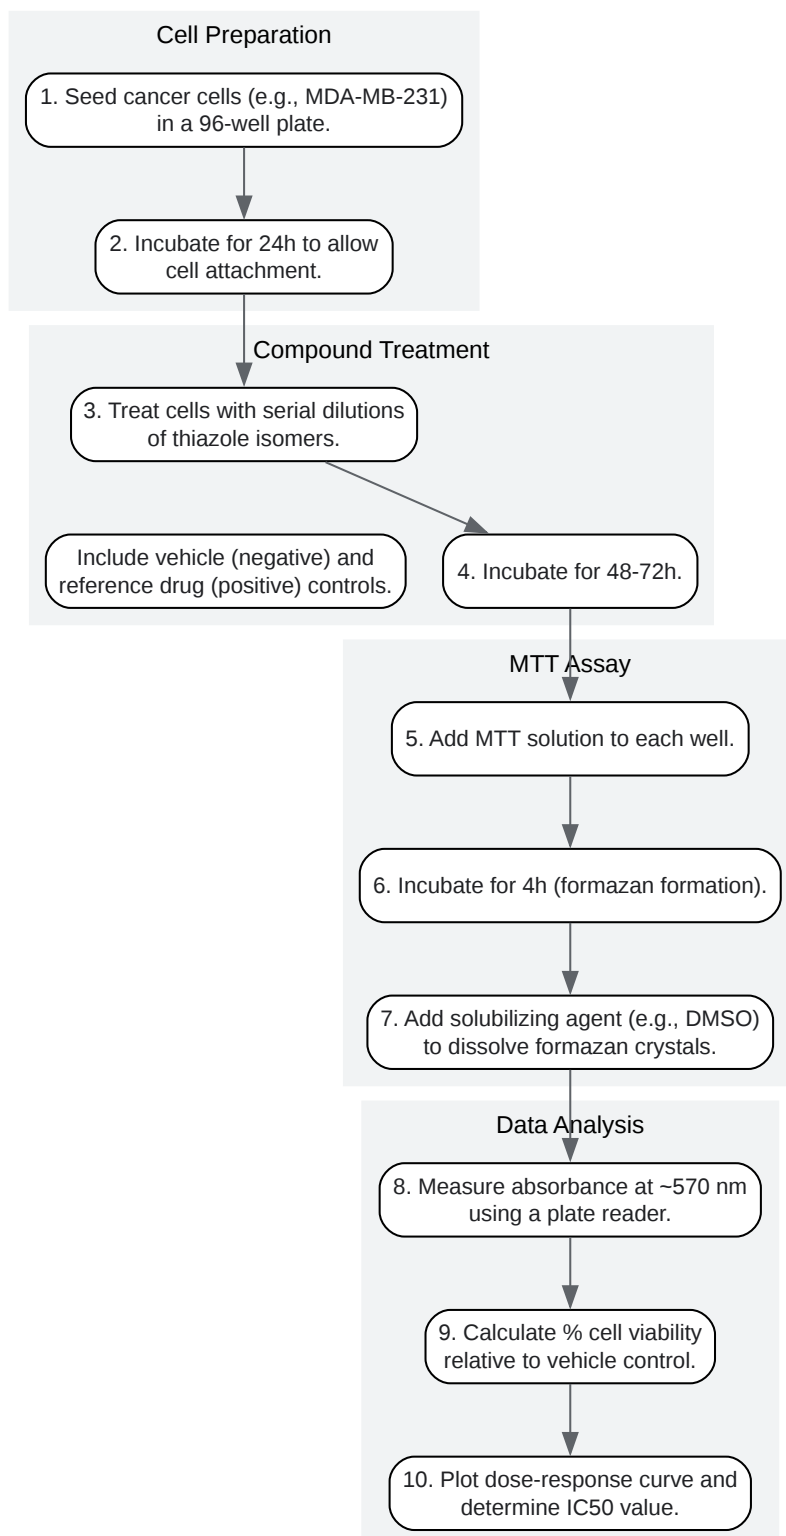 Cell Preparation
1. Seed cancer cells (e.g., MDA-MB-231)
in a 96-well plate.
2. Incubate for 24h to allow
cell attachment.
Compound Treatment
3. Treat cells with serial dilutions
of thiazole isomers.
Include vehicle (negative) and
reference drug (positive) controls.
4. Incubate for 48-72h.
MTT Assay
5. Add MTT solution to each well.
6. Incubate for 4h (formazan formation).
7. Add solubilizing agent (e.g., DMSO)
to dissolve formazan crystals.
Data Analysis
8. Measure absorbance at ~570 nm
using a plate reader.
9. Calculate % cell viability
relative to vehicle control.
10. Plot dose-response curve and
determine IC50 value.